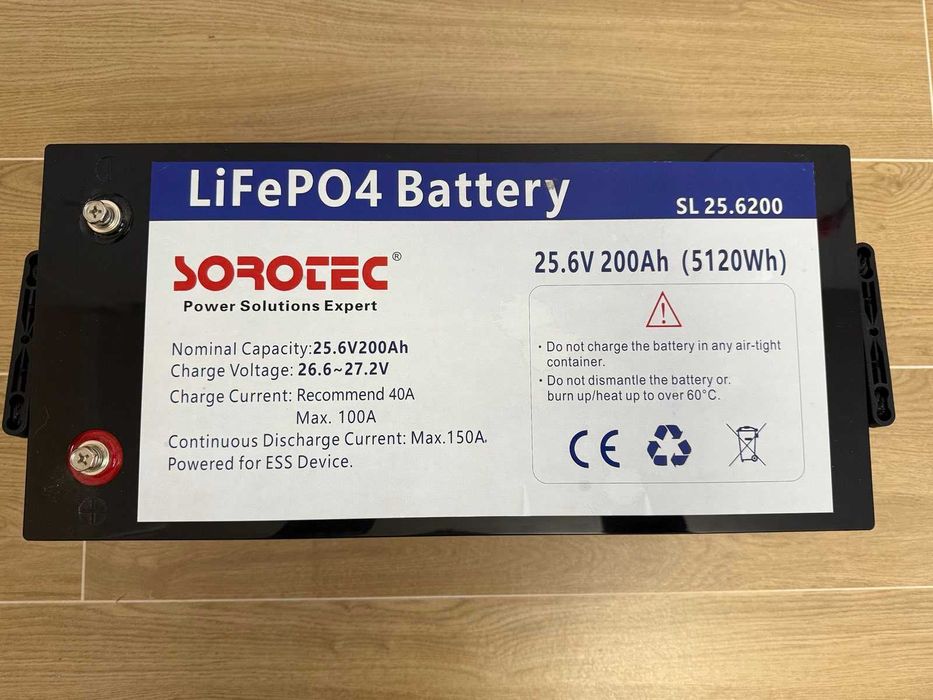 LiFePO4 Battery
SL 25.6200
SOROTEC®
Power Solutions Expert
Nominal Capacity:25.6V200Ah
Charge Voltage: 26.6~27.2V
Charge Current: Recommend 40A
Max. 100A
Continuous Discharge Current: Max.150A.
Powered for ESS Device.
25.6V 200Ah (5120Wh)
· Do not charge the battery in any air-tight
container.
· Do not dismantle the battery or.
burn up/heat up to over 60°C.
CE